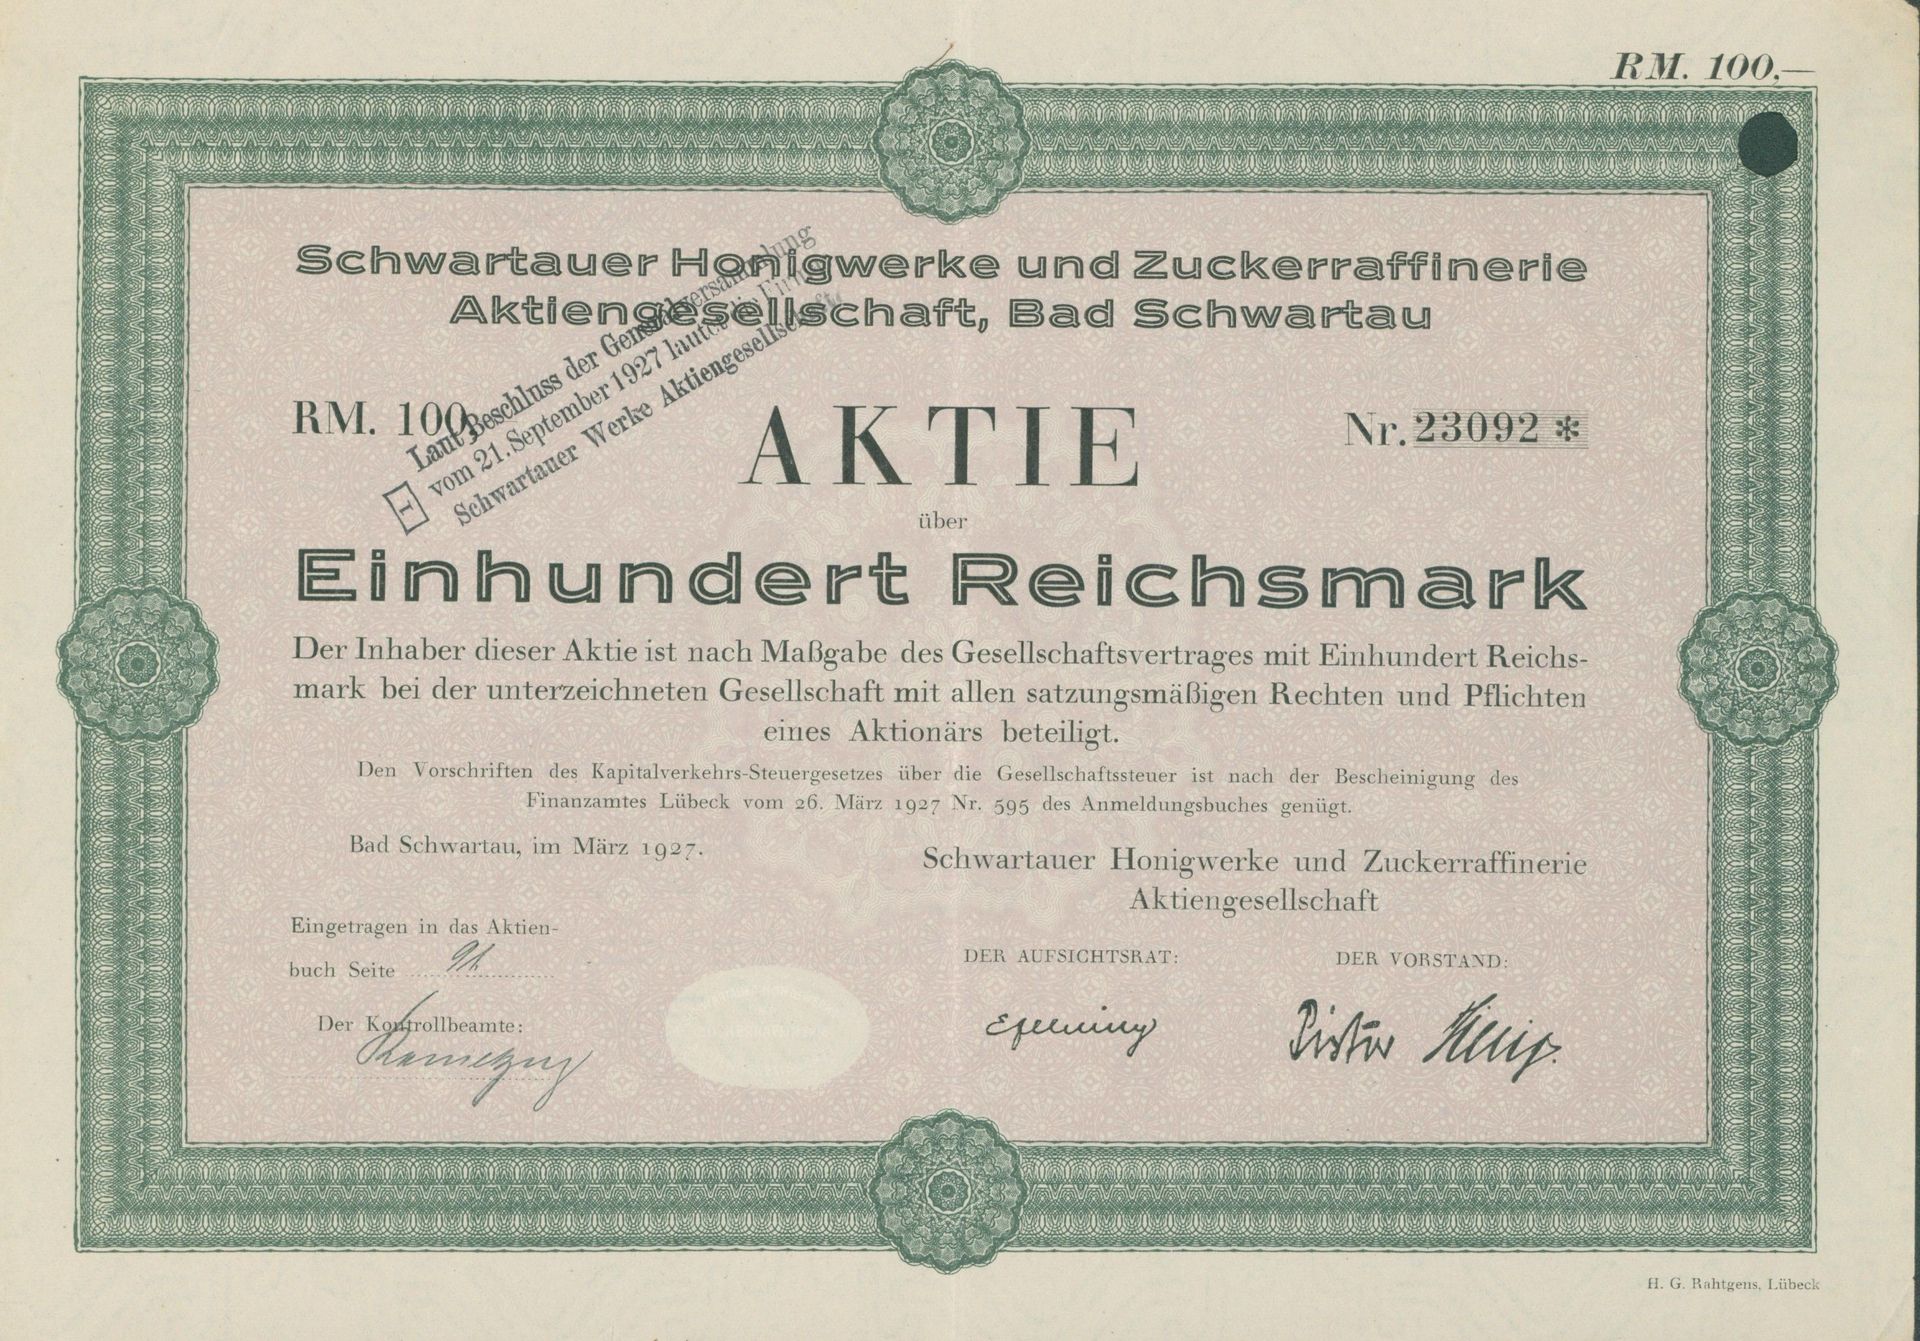 RM. 100,—
Schwartauer Honigwerke und Zuckerraffinerie
Aktiengesellschaft, Bad Schwartau
Laut Beschluss der Generalversammlung
vom 21. September 1927 lautet die Firma
Schwartauer Werke Aktiengesellschaft
I
RM. 100,
AKTIE
Nr. 23092 *
über
Einhundert Reichsmark
Der Inhaber dieser Aktie ist nach Maßgabe des Gesellschaftsvertrages mit Einhundert Reichs-
mark bei der unterzeichneten Gesellschaft mit allen satzungsmäßigen Rechten und Pflichten
eines Aktionärs beteiligt.
Den Vorschriften des Kapitalverkehrs-Steuergesetzes über die Gesellschaftssteuer ist nach der Bescheinigung des
Finanzamtes Lübeck vom 26. März 1927 Nr. 595 des Anmeldungsbuches genügt.
Bad Schwartau, im März 1927.
Schwartauer Honigwerke und Zuckerraffinerie
Aktiengesellschaft
Eingetragen in das Aktien-
buch Seite
Der Kontrollbeamte:
DER AUFSICHTSRAT:
DER VORSTAND:
H. G. Rahtgens, Lübeck